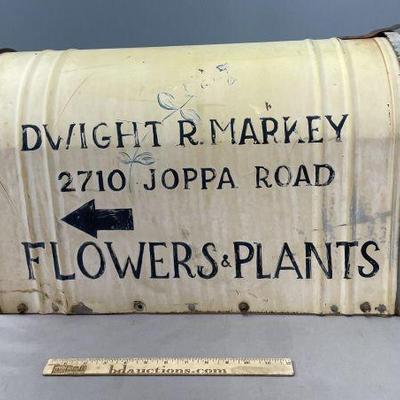 DWIGHT R. MARKEY
2710 JOPPA ROAD
FLOWERS & PLANTS
bdauctions.com